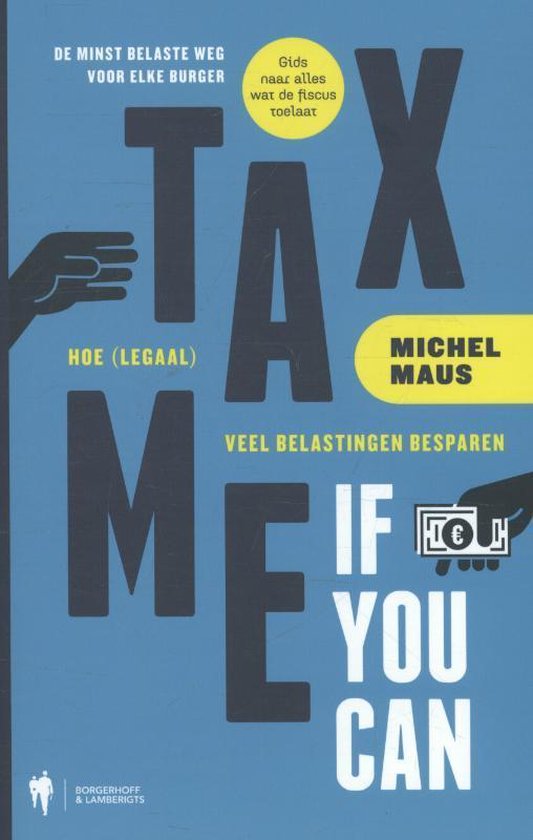 DE MINST BELASTE WEG
VOOR ELKE BURGER
Gids
naar alles
wat de fiscus
toelaat
TAX
HOE (LEGAAL)
MICHEL
MAUS
VEEL BELASTINGEN BESPAREN
ME
IF
YOU
CAN
€
BORGERHOFF
& LAMBERIGTS